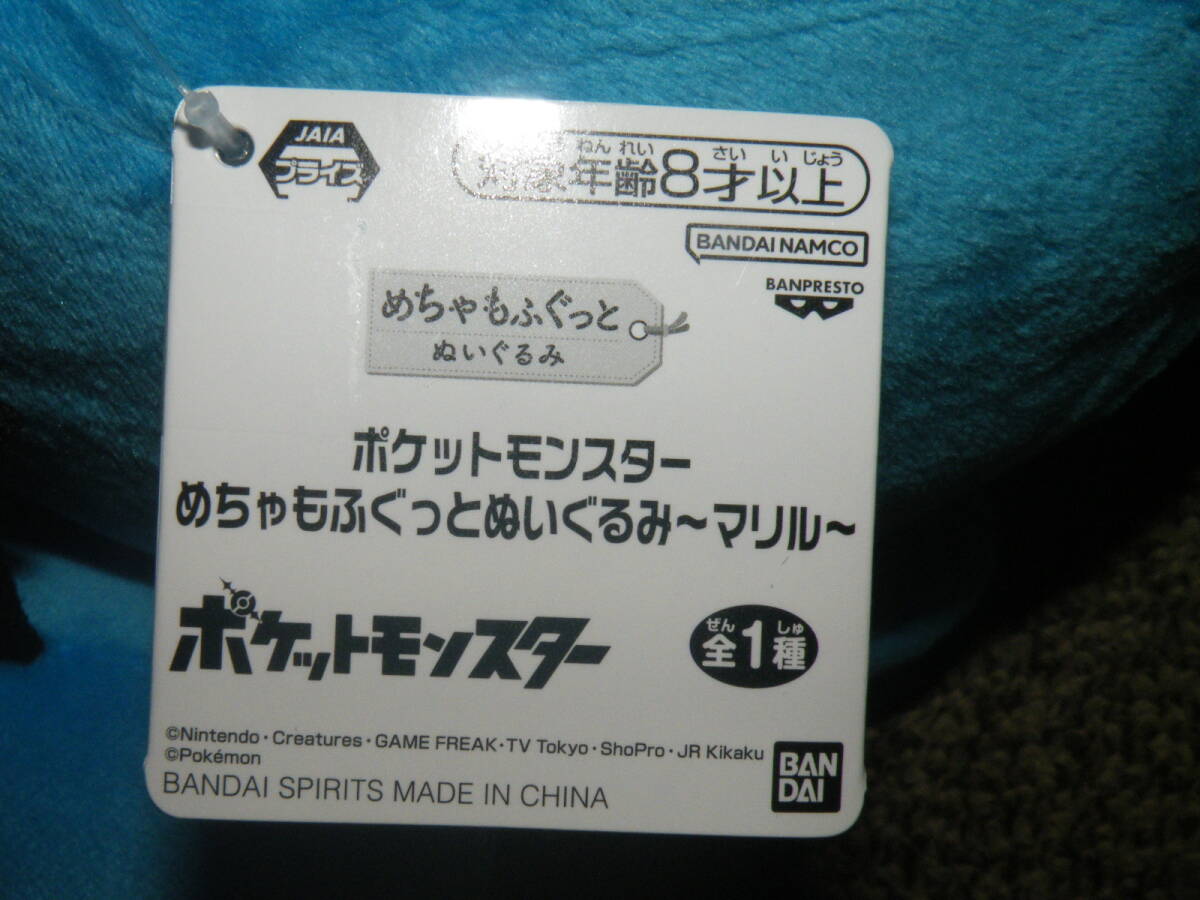 JAIA
プライズ
ねん れい さい い じょう
対象年齢8才以上
BANDAI NAMCO
BANPRESTO
めちゃもふぐっと
ぬいぐるみ
ポケットモンスター
めちゃもふぐっとぬいぐるみ〜マリル〜
ポケットモンスター
ぜん しゅ
全1種
©Nintendo・Creatures・GAME FREAK・TV Tokyo・ShoPro・JR Kikaku
©Pokémon
BANDAI SPIRITS MADE IN CHINA
BAN
DAI